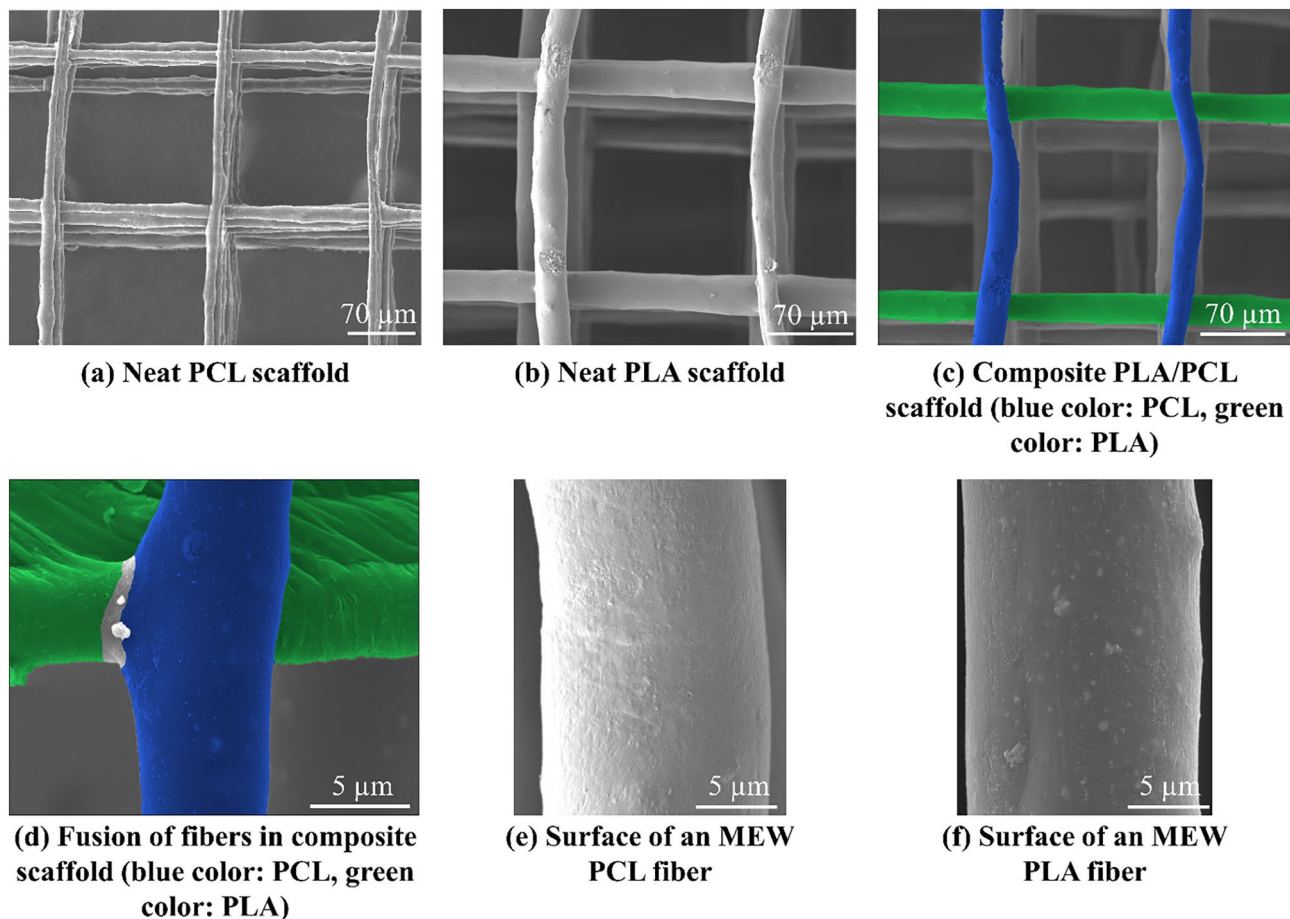 70 µm
70 µm
70 µm
(a) Neat PCL scaffold
(b) Neat PLA scaffold
(c) Composite PLA/PCL
scaffold (blue color: PCL, green
color: PLA)
5 µm
5 µm
5 µm
(d) Fusion of fibers in composite
scaffold (blue color: PCL, green
color: PLA)
(e) Surface of an MEW
PCL fiber
(f) Surface of an MEW
PLA fiber